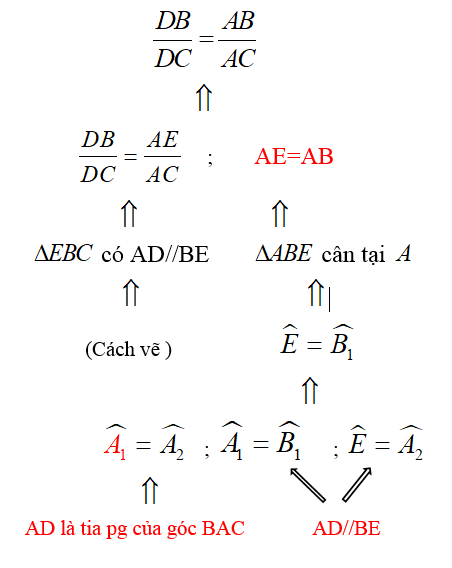 DB/DC = AB/AC
⇑
DB/DC = AE/AC ; AE=AB
⇑ ⇑
ΔEBC có AD//BE ΔABE cân tại A
⇑ ⇑
(Cách vẽ ) Ê = B̂₁
⇑
Â₁ = Â₂ ; Â₁ = B̂₁ ; Ê = Â₂
⇑
AD là tia pg của góc BAC AD//BE